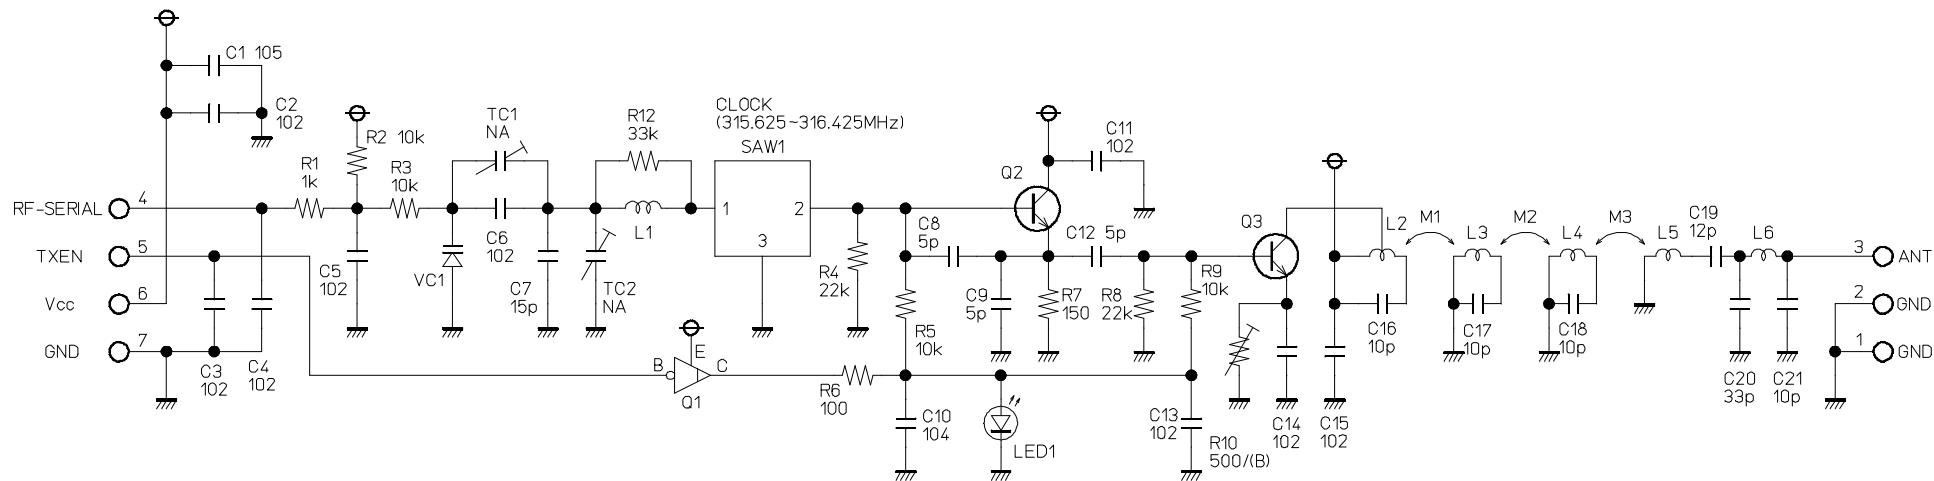 C1 105
C2
102
R2 10k
R1
1k
R3
10k
TC1
NA
R12
33k
CLOCK
(315.625~316.425MHz)
SAW1
1
2
3
C11
102
Q2
RF-SERIAL
4
TXEN
5
Vcc
6
GND
7
C5
102
VC1
C6
102
C7
15p
L1
TC2
NA
R4
22k
C8
5p
C12 5p
C9
5p
R7
150
R8
22k
R9
10k
Q3
L2
M1
L3
M2
L4
M3
L5
C19
12p
L6
3
ANT
2
GND
1
GND
C3
102
C4
102
B
E
C
Q1
R6
100
R5
10k
C10
104
LED1
C13
102
R10
500/(B)
C14
102
C15
102
C16
10p
C17
10p
C18
10p
C20
33p
C21
10p